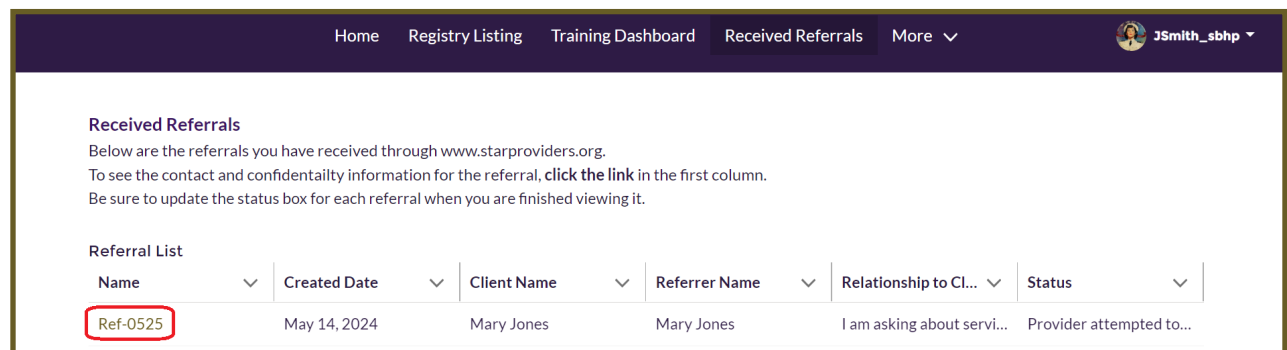 Home Registry Listing Training Dashboard Received Referrals More JSmith_sbhp
Received Referrals
Below are the referrals you have received through www.starproviders.org.
To see the contact and confidentailty information for the referral, click the link in the first column.
Be sure to update the status box for each referral when you are finished viewing it.
Referral List
Name Created Date Client Name Referrer Name Relationship to Cl... Status
Ref-0525 May 14, 2024 Mary Jones Mary Jones I am asking about servi... Provider attempted to...